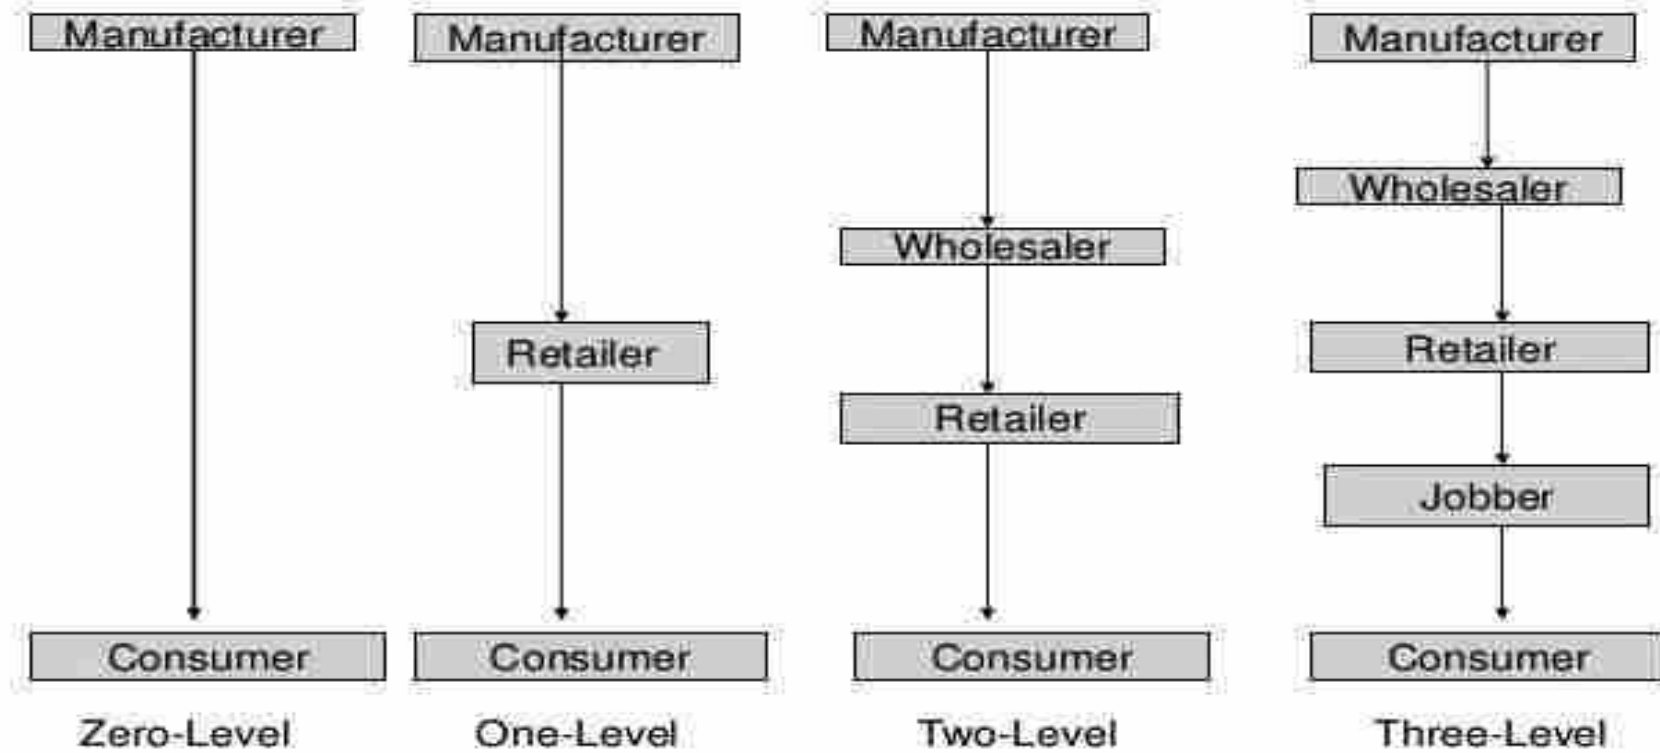 Manufacturer
Consumer
Zero-Level
Manufacturer
Retailer
Consumer
One-Level
Manufacturer
Wholesaler
Retailer
Consumer
Two-Level
Manufacturer
Wholesaler
Retailer
Jobber
Consumer
Three-Level